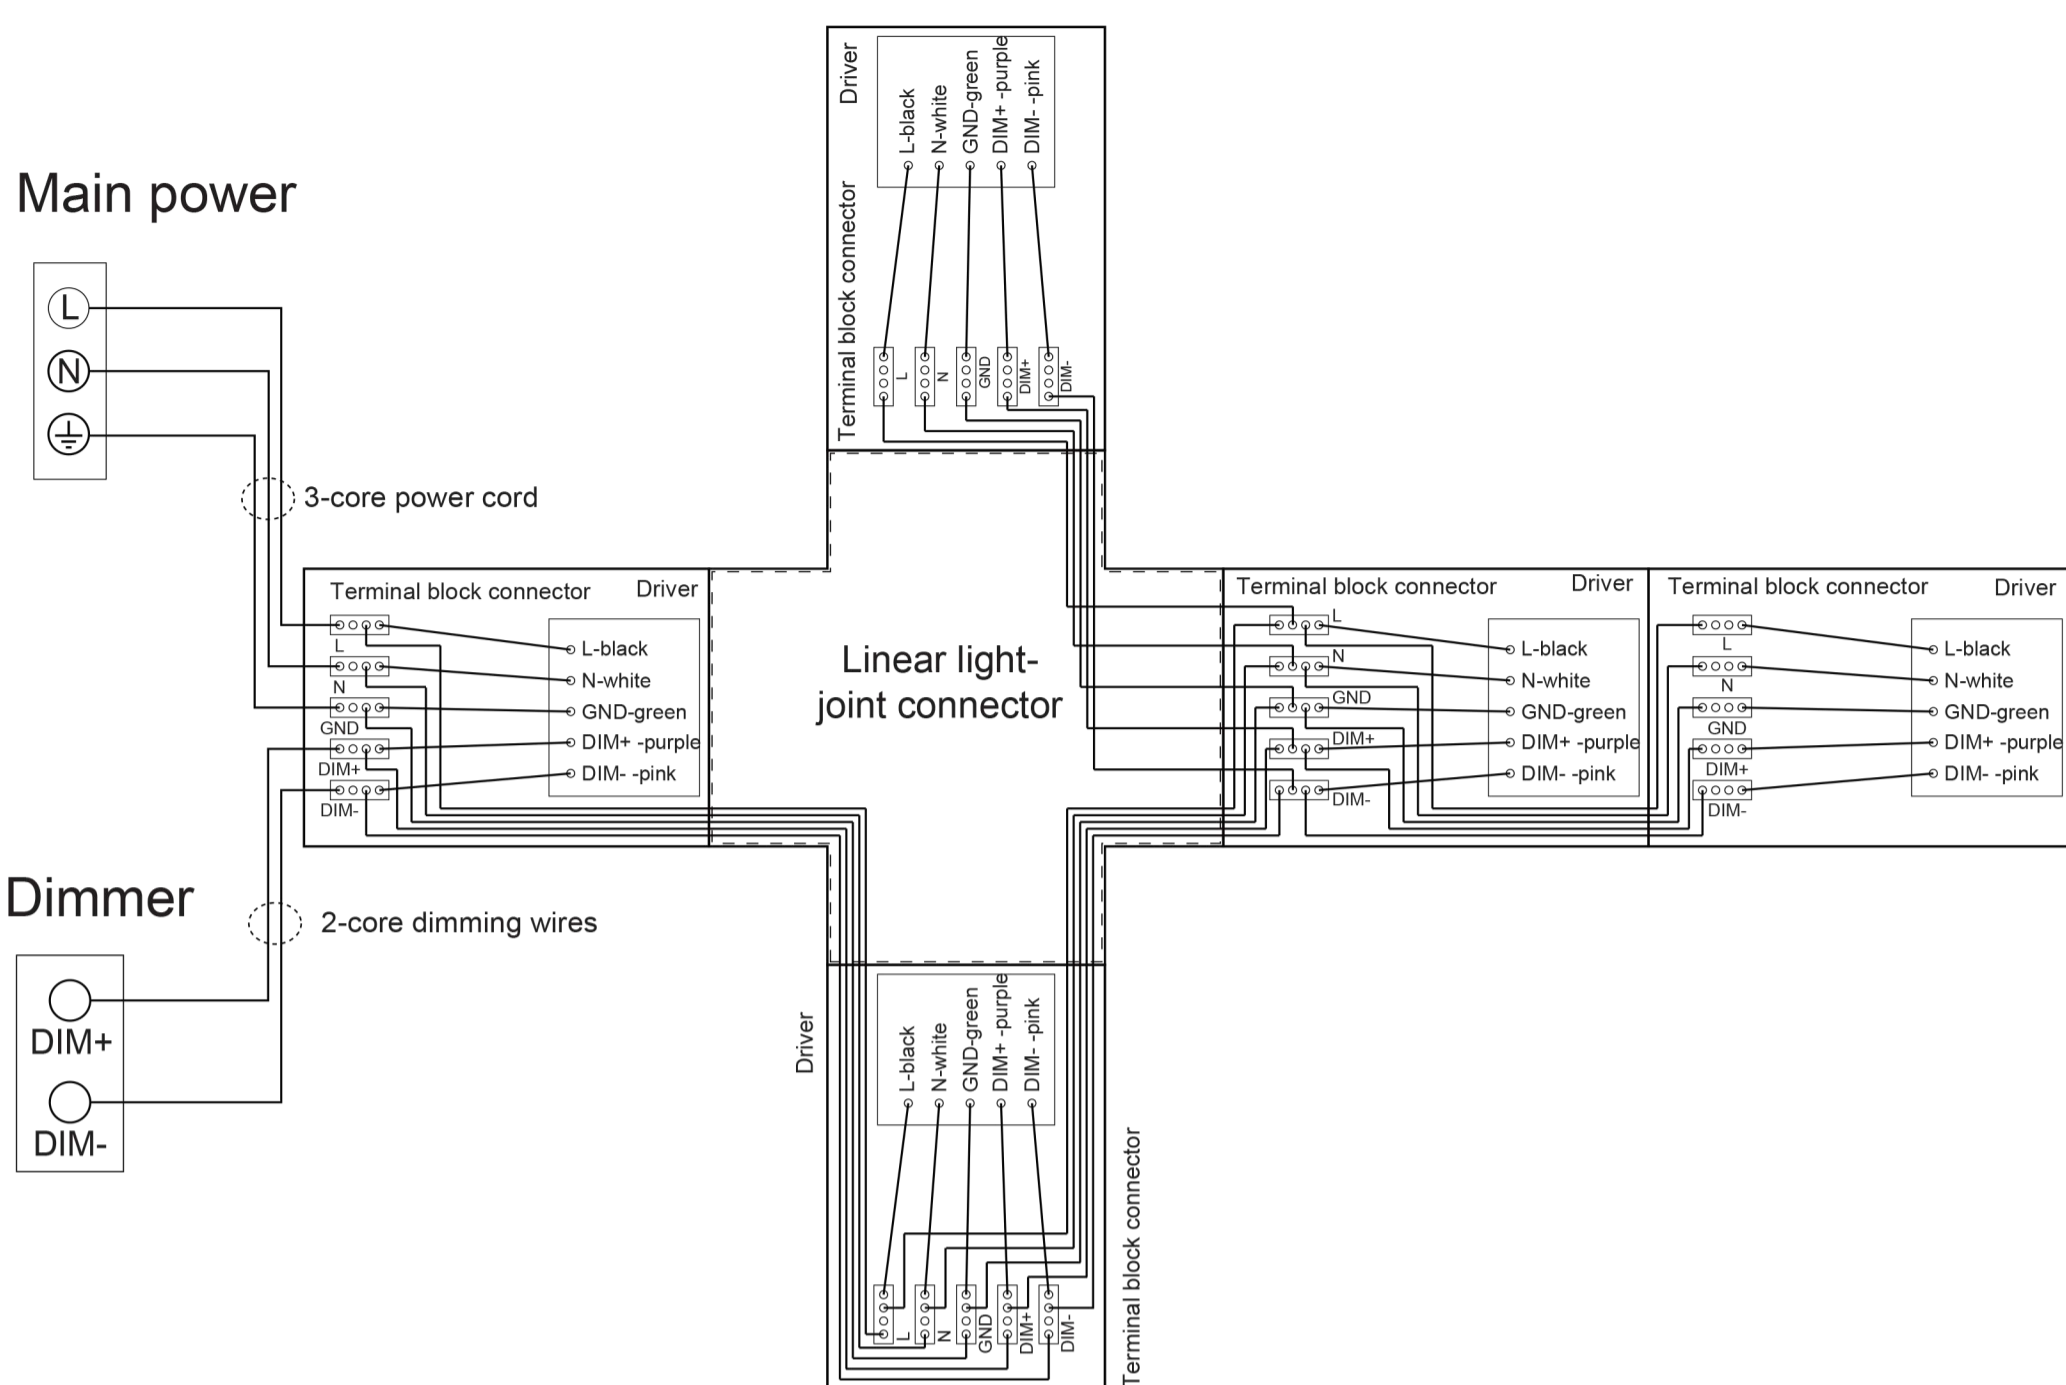 Main power
L
N
3-core power cord
Dimmer
2-core dimming wires
DIM+
DIM-
Driver
L-black
N-white
GND-green
DIM+ -purple
DIM- -pink
Terminal block connector
L
N
GND
DIM+
DIM-
Terminal block connector
Driver
L
N
GND
DIM+
DIM-
L-black
N-white
GND-green
DIM+ -purple
DIM- -pink
Linear light-
joint connector
Terminal block connector
Driver
L
N
GND
DIM+
DIM-
L-black
N-white
GND-green
DIM+ -purple
DIM- -pink
Terminal block connector
Driver
L
N
GND
DIM+
DIM-
L-black
N-white
GND-green
DIM+ -purple
DIM- -pink
Driver
L-black
N-white
GND-green
DIM+ -purple
DIM- -pink
L
N
GND
DIM+
DIM-
Terminal block connector